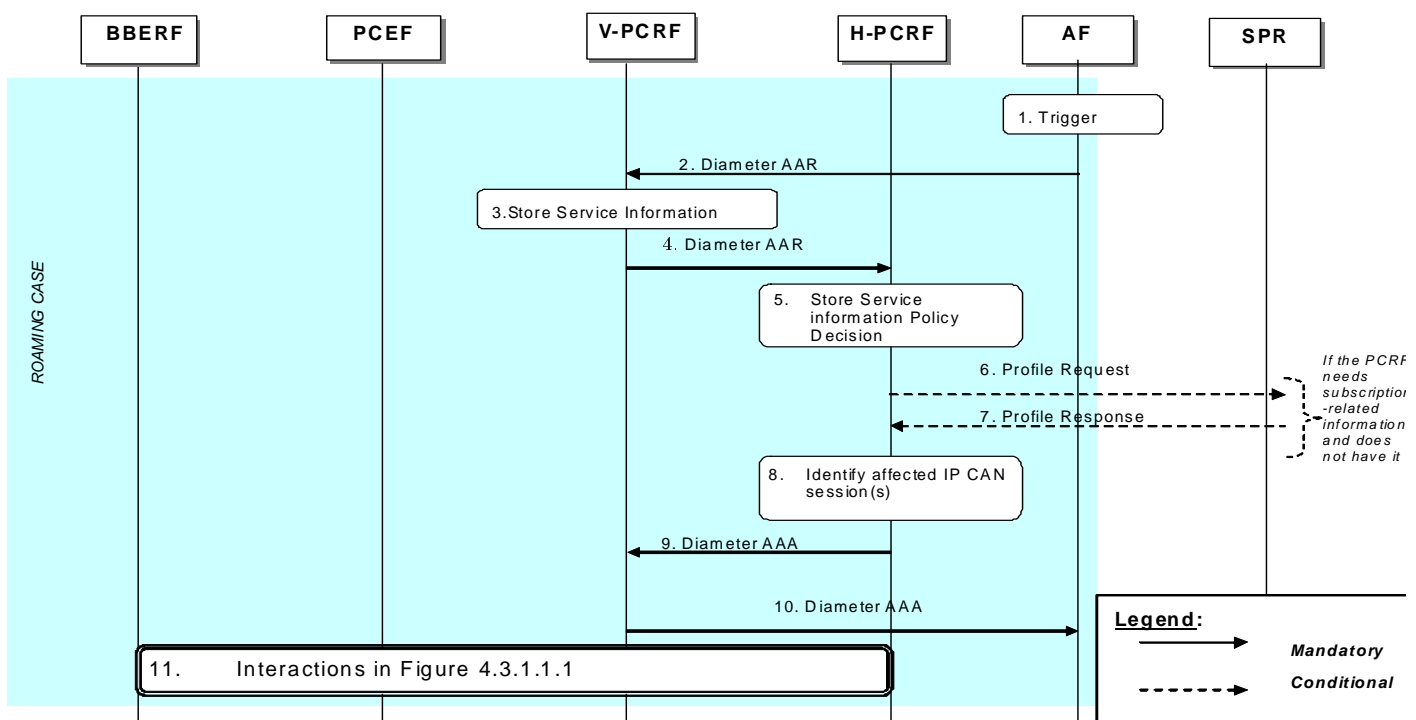 BBERF
PCEF
V-PCRF
H-PCRF
AF
SPR
1. Trigger
2. Diameter AAR
3.Store Service Information
4. Diameter AAR
ROAMING CASE
5. Store Service
information Policy
Decision
6. Profile Request
7. Profile Response
If the PCRF
needs
subscription
-related
information
and does
not have it
8. Identify affected IP CAN
session(s)
9. Diameter AAA
10. Diameter AAA
11. Interactions in Figure 4.3.1.1.1
Legend:
Mandatory
Conditional